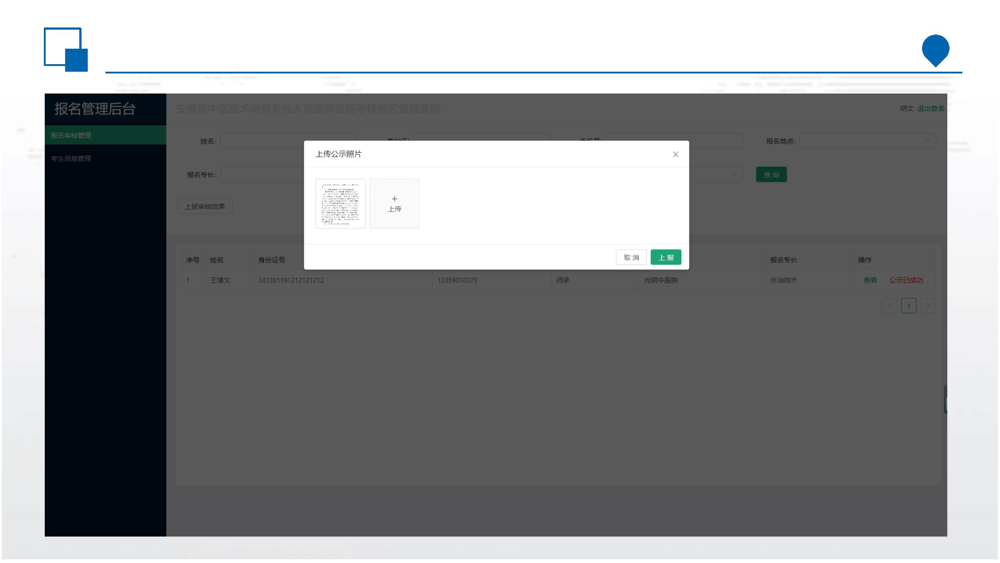 报名管理后台
安徽省中医医术确有专长人员医师资格考核报名管理系统
胡文 退出登录
报名审核管理
考生信息管理
姓名:
身份证:
手机号:
报名地点:
上传公示照片
报名专长:
查 询
+
上传
上报审核结果
取 消
上 报
序号 姓名 身份证号 报名专长 操作
1 王博文 341281191212121212 13359010375 师承 光明中医院 外治技术 查看 公示已成功
< 1 >